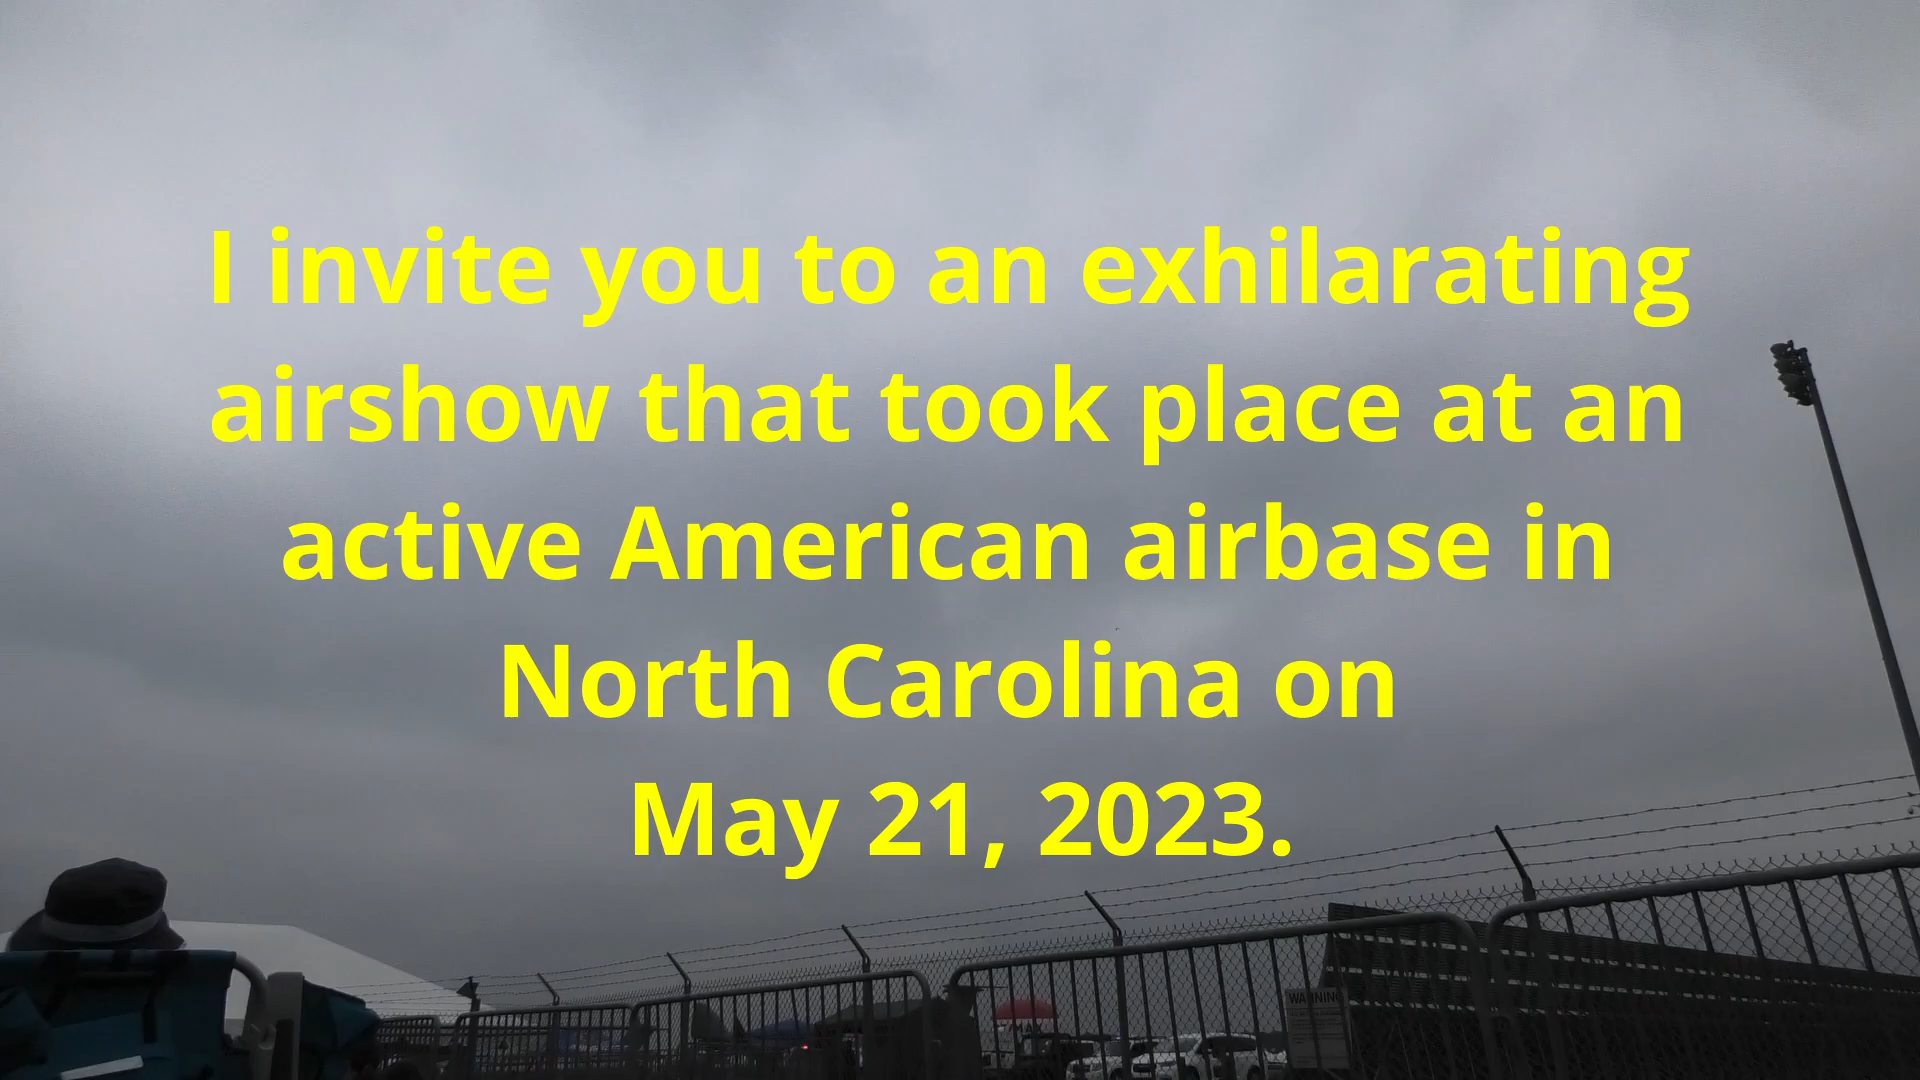 I invite you to an exhilarating
airshow that took place at an
active American airbase in
North Carolina on
May 21, 2023.
WARNING